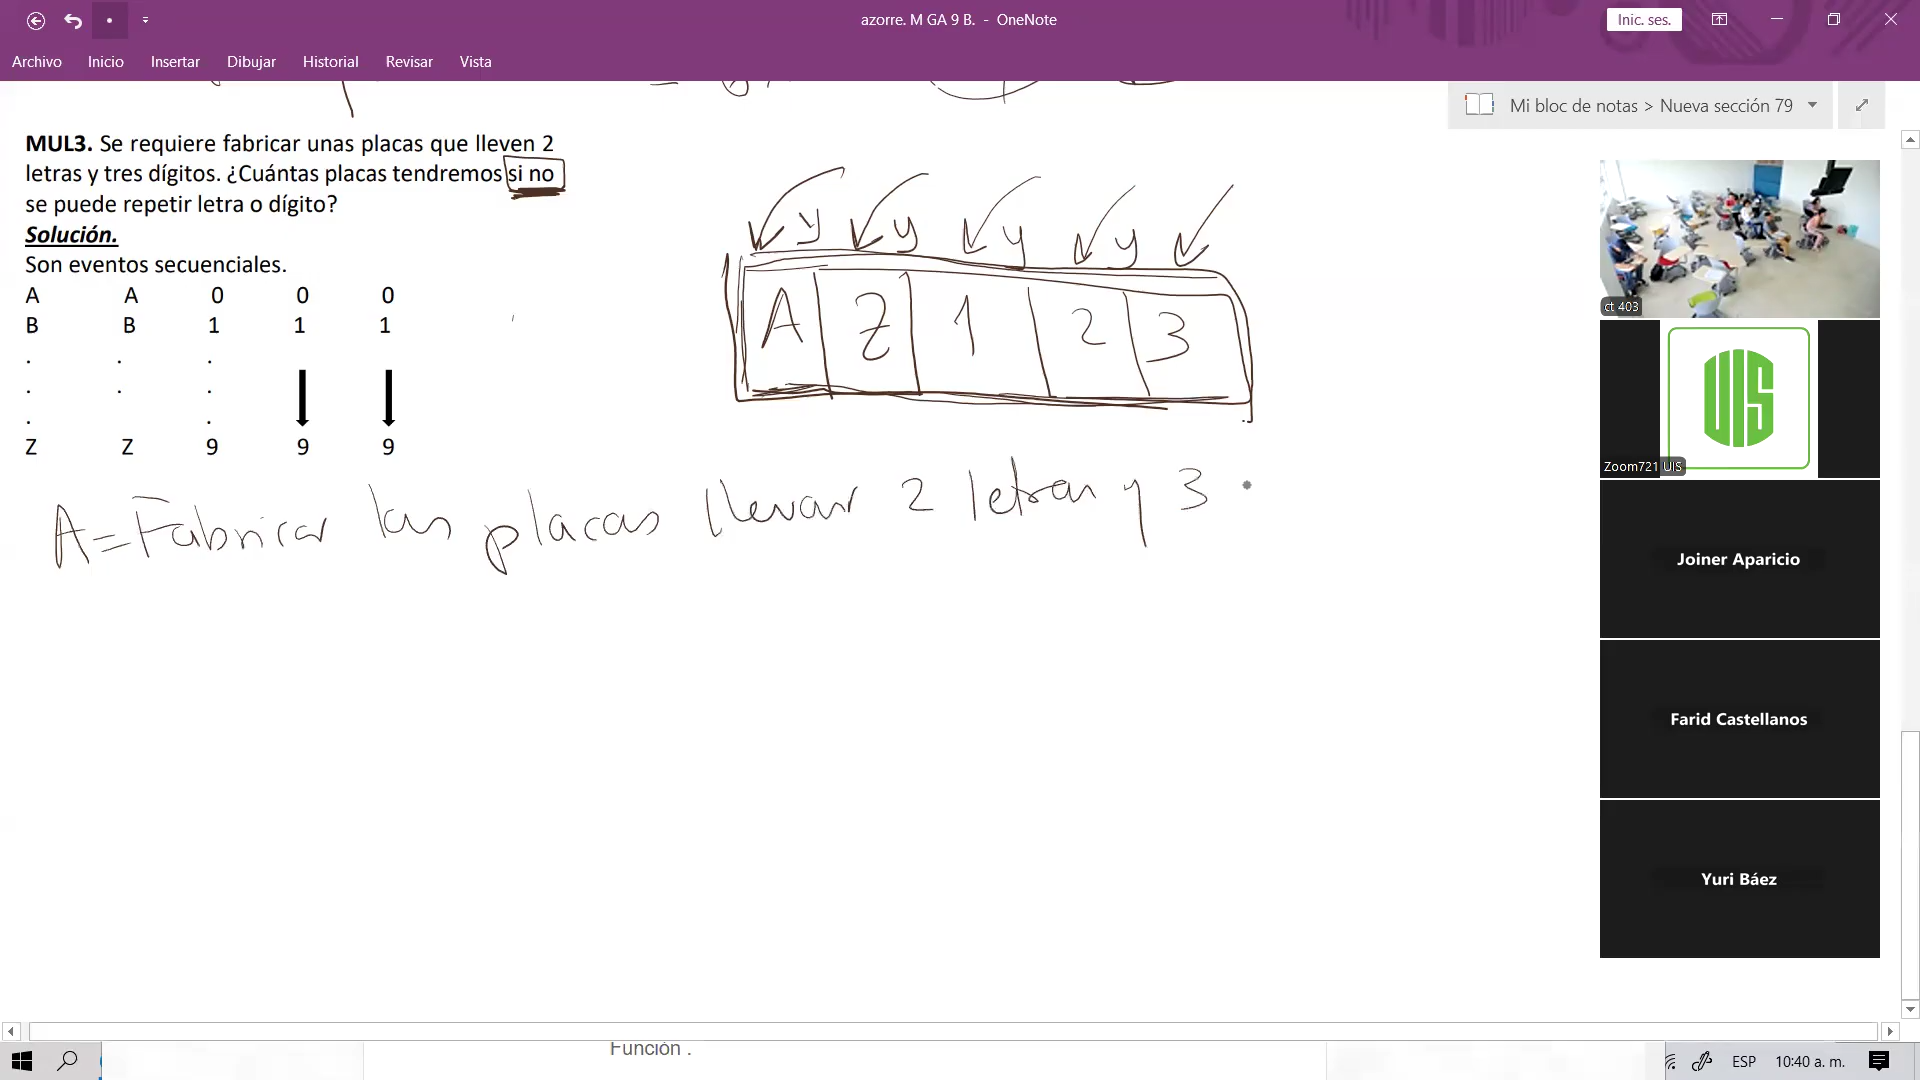 azorre. M GA 9 B. - OneNote
Inic. ses.
Archivo Inicio Insertar Dibujar Historial Revisar Vista
Mi bloc de notas > Nueva sección 79
MUL3. Se requiere fabricar unas placas que lleven 2
letras y tres dígitos. ¿Cuántas placas tendremos si no
se puede repetir letra o dígito?
Solución.
Son eventos secuenciales.
A A 0 0 0
B B 1 1 1
. . .
. . .
. .
Z Z 9 9 9
y y y y
A Z 1 2 3
A = Fabricar las placas llevan 2 letras y 3
ct 403
UIS
Zoom721 UIS
Joiner Aparicio
Farid Castellanos
Yuri Báez
Función .
ESP 10:40 a. m.